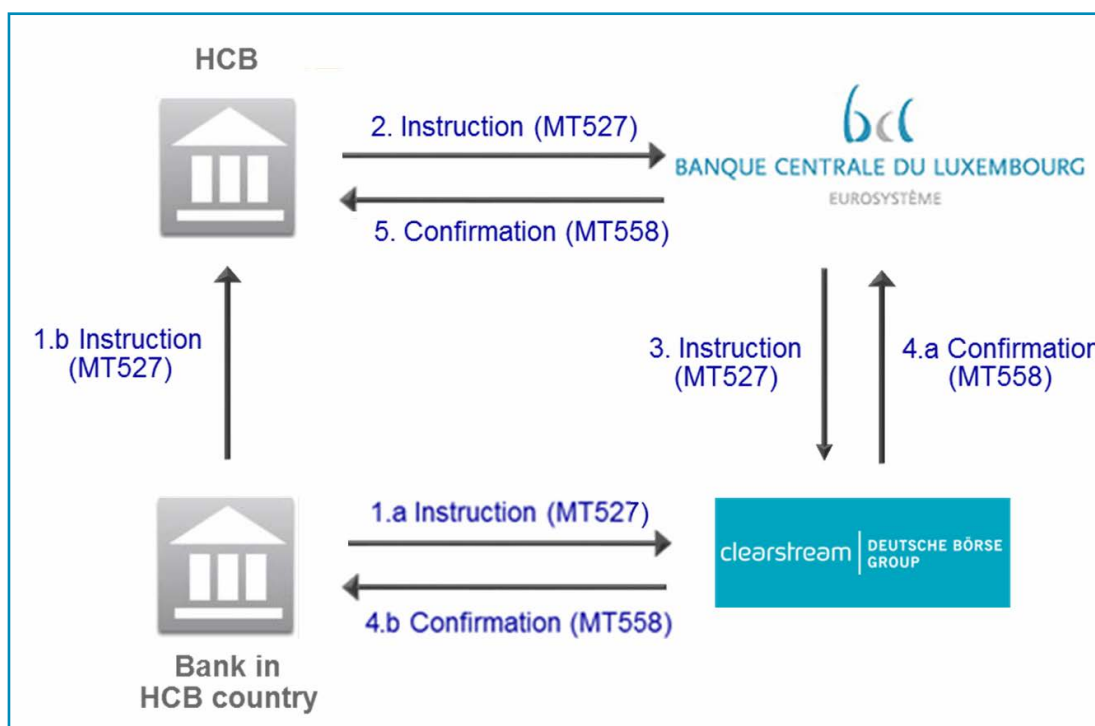 HCB
2. Instruction (MT527)
bcl
BANQUE CENTRALE DU LUXEMBOURG
EUROSYSTÈME
5. Confirmation (MT558)
1.b Instruction
(MT527)
3. Instruction
(MT527)
4.a Confirmation
(MT558)
1.a Instruction (MT527)
clearstream
DEUTSCHE BÖRSE
GROUP
4.b Confirmation (MT558)
Bank in
HCB country